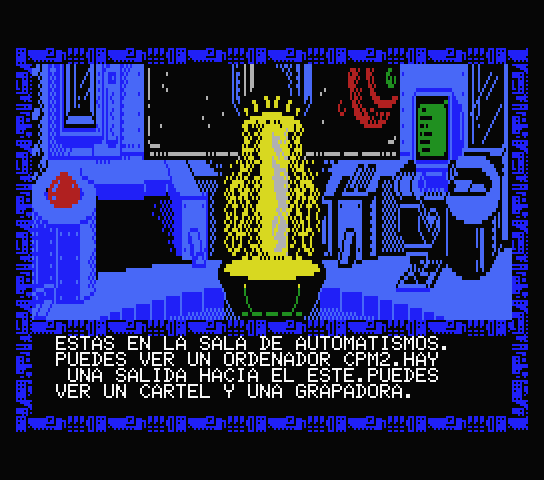 ESTAS EN LA SALA DE AUTOMATISMOS.
PUEDES VER UN ORDENADOR CPM2.HAY
UNA SALIDA HACIA EL ESTE.PUEDES
VER UN CARTEL Y UNA GRAPADORA.